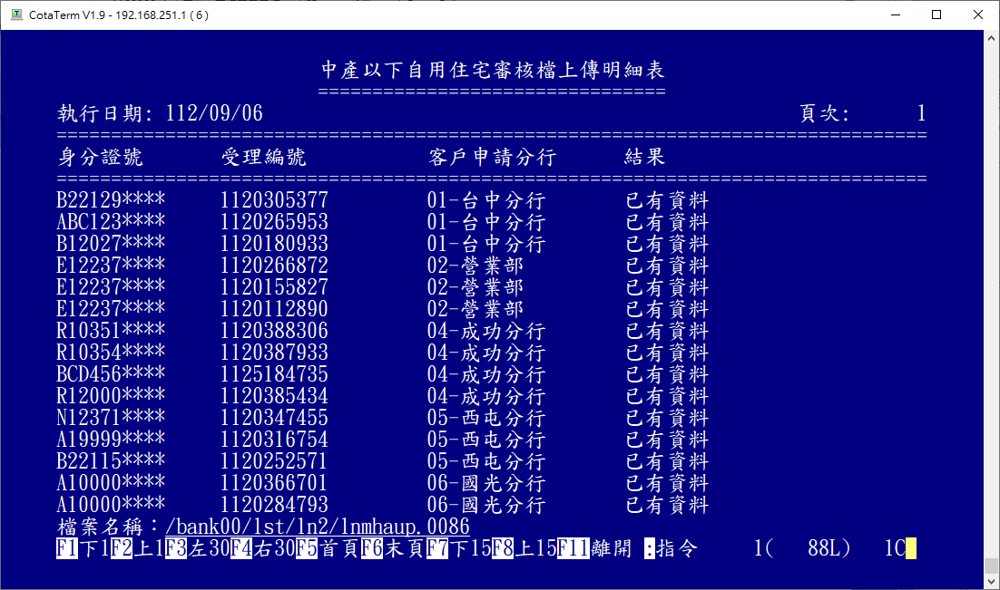 CotaTerm V1.9 - 192.168.251.1 ( 6 )
中產以下自用住宅審核檔上傳明細表
================================
執行日期: 112/09/06 頁次: 1
================================================================================
身分證號 受理編號 客戶申請分行 結果
================================================================================
B22129**** 1120305377 01-台中分行 已有資料
ABC123**** 1120265953 01-台中分行 已有資料
B12027**** 1120180933 01-台中分行 已有資料
E12237**** 1120266872 02-營業部 已有資料
E12237**** 1120155827 02-營業部 已有資料
E12237**** 1120112890 02-營業部 已有資料
R10351**** 1120388306 04-成功分行 已有資料
R10354**** 1120387933 04-成功分行 已有資料
BCD456**** 1125184735 04-成功分行 已有資料
R12000**** 1120385434 04-成功分行 已有資料
N12371**** 1120347455 05-西屯分行 已有資料
A19999**** 1120316754 05-西屯分行 已有資料
B22115**** 1120252571 05-西屯分行 已有資料
A10000**** 1120366701 06-國光分行 已有資料
A10000**** 1120284793 06-國光分行 已有資料
檔案名稱：/bank00/lst/ln2/lnmhaup.0086
F1下1F2上1F3左30F4右30F5首頁F6末頁F7下15F8上15F11離開 :指令 1( 88L) 1C